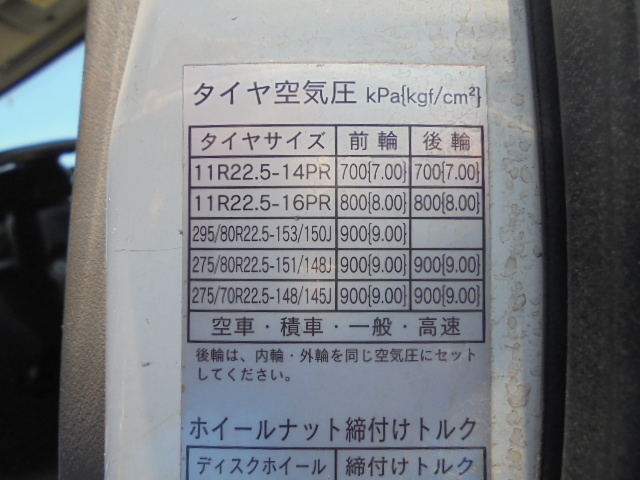 タイヤ空気圧 kPa{kgf/cm²}
タイヤサイズ 前輪 後輪
11R22.5-14PR 700{7.00} 700{7.00}
11R22.5-16PR 800{8.00} 800{8.00}
295/80R22.5-153/150J 900{9.00}
275/80R22.5-151/148J 900{9.00} 900{9.00}
275/70R22.5-148/145J 900{9.00} 900{9.00}
空車・積車・一般・高速
後輪は、内輪・外輪を同じ空気圧にセット
してください。
ホイールナット締付けトルク
ディスクホイール 締付けトルク